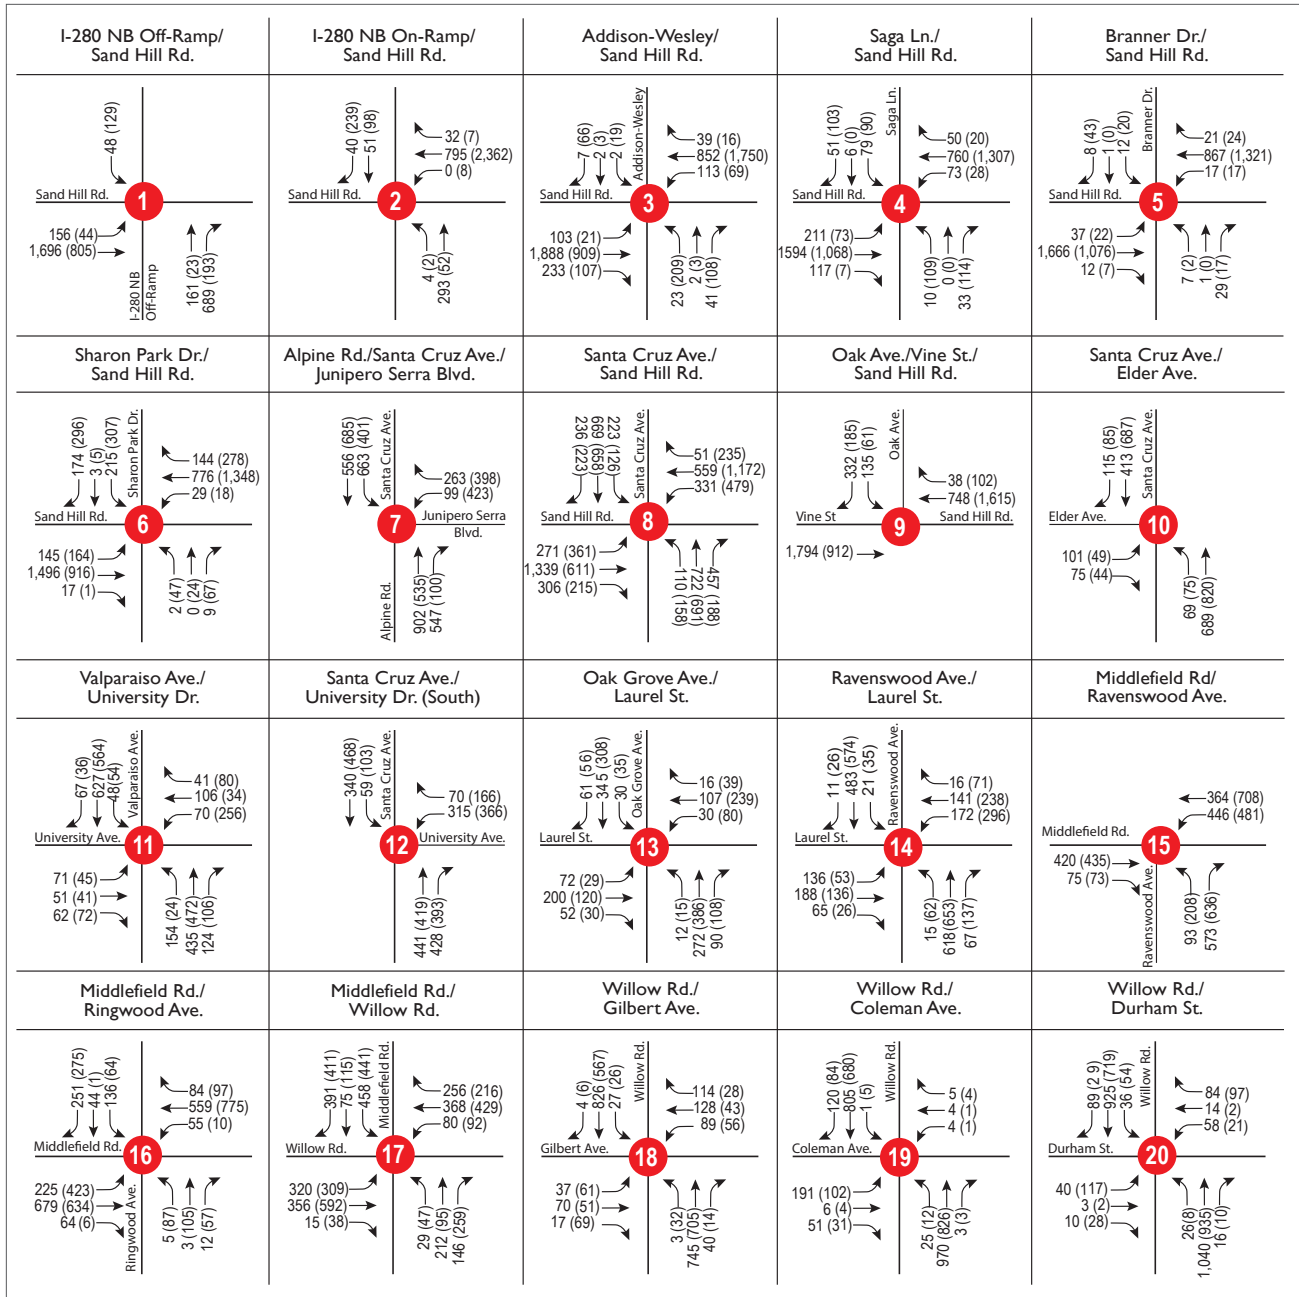 I-280 NB Off-Ramp/
Sand Hill Rd.
48 (129)
Sand Hill Rd.
1
156 (44)
1,696 (805)
I-280 NB
Off-Ramp
161 (23)
689 (193)
I-280 NB On-Ramp/
Sand Hill Rd.
40 (239)
51 (98)
32 (7)
795 (2,362)
0 (8)
Sand Hill Rd.
2
4 (2)
293 (52)
Addison-Wesley/
Sand Hill Rd.
7 (66)
2 (3)
2 (19)
Addison-Wesley
39 (16)
852 (1,750)
113 (69)
Sand Hill Rd.
3
103 (21)
1,888 (909)
233 (107)
23 (209)
2 (3)
41 (108)
Saga Ln./
Sand Hill Rd.
51 (103)
6 (0)
79 (90)
Saga Ln.
50 (20)
760 (1,307)
73 (28)
Sand Hill Rd.
4
211 (73)
1594 (1,068)
117 (7)
10 (109)
0 (0)
33 (114)
Branner Dr./
Sand Hill Rd.
8 (43)
1 (0)
12 (20)
Branner Dr.
21 (24)
867 (1,321)
17 (17)
Sand Hill Rd.
5
37 (22)
1,666 (1,076)
12 (7)
7 (2)
1 (0)
29 (17)
Sharon Park Dr./
Sand Hill Rd.
174 (296)
3 (5)
215 (307)
Sharon Park Dr.
144 (278)
776 (1,348)
29 (18)
Sand Hill Rd.
6
145 (164)
1,496 (916)
17 (1)
2 (47)
0 (24)
9 (67)
Alpine Rd./Santa Cruz Ave./
Junipero Serra Blvd.
556 (685)
663 (401)
Santa Cruz Ave.
263 (398)
99 (423)
7
Junipero Serra
Blvd.
Alpine Rd.
902 (535)
547 (100)
Santa Cruz Ave./
Sand Hill Rd.
236 (223)
669 (658)
223 (126)
Santa Cruz Ave.
51 (235)
559 (1,172)
331 (479)
Sand Hill Rd.
8
271 (361)
1,339 (611)
306 (215)
110 (158)
722 (691)
457 (188)
Oak Ave./Vine St./
Sand Hill Rd.
332 (185)
135 (61)
Oak Ave.
38 (102)
748 (1,615)
Vine St
9
Sand Hill Rd.
1,794 (912)
Santa Cruz Ave./
Elder Ave.
115 (85)
413 (687)
Santa Cruz Ave.
Elder Ave.
10
101 (49)
75 (44)
69 (75)
689 (820)
Valparaiso Ave./
University Dr.
67 (36)
627 (564)
48(54)
Valparaiso Ave.
41 (80)
106 (34)
70 (256)
University Ave.
11
71 (45)
51 (41)
62 (72)
154 (24)
435 (472)
124 (106)
Santa Cruz Ave./
University Dr. (South)
340 (468)
59 (103)
Santa Cruz Ave.
70 (166)
315 (366)
12
University Ave.
441 (419)
428 (393)
Oak Grove Ave./
Laurel St.
61 (56)
345 (308)
30 (35)
Oak Grove Ave.
16 (39)
107 (239)
30 (80)
Laurel St.
13
72 (29)
200 (120)
52 (30)
12 (15)
272 (386)
90 (108)
Ravenswood Ave./
Laurel St.
11 (26)
483 (574)
21 (35)
Ravenswood Ave.
16 (71)
141 (238)
172 (296)
Laurel St.
14
136 (53)
188 (136)
65 (26)
15 (62)
618 (653)
67 (137)
Middlefield Rd/
Ravenswood Ave.
364 (708)
446 (481)
Middlefield Rd.
15
420 (435)
75 (73)
Ravenswood Ave.
93 (208)
573 (636)
Middlefield Rd./
Ringwood Ave.
251 (275)
44 (1)
136 (64)
84 (97)
559 (775)
55 (10)
Middlefield Rd.
16
225 (423)
679 (634)
64 (6)
Ringwood Ave.
5 (87)
3 (105)
12 (57)
Middlefield Rd./
Willow Rd.
391 (411)
75 (115)
458 (441)
Middlefield Rd.
256 (216)
368 (429)
80 (92)
Willow Rd.
17
320 (309)
356 (592)
15 (38)
29 (47)
212 (95)
146 (259)
Willow Rd./
Gilbert Ave.
4 (6)
826 (567)
27 (26)
Willow Rd.
114 (28)
128 (43)
89 (56)
Gilbert Ave.
18
37 (61)
70 (51)
17 (69)
3 (32)
745 (705)
40 (14)
Willow Rd./
Coleman Ave.
120 (84)
805 (680)
1 (5)
Willow Rd.
5 (4)
4 (1)
4 (1)
Coleman Ave.
19
191 (102)
6 (4)
51 (31)
25 (12)
970 (826)
3 (3)
Willow Rd./
Durham St.
89 (29)
925 (719)
36 (54)
Willow Rd.
84 (97)
14 (2)
58 (21)
Durham St.
20
40 (117)
3 (2)
10 (28)
26(8)
1,040 (935)
16 (10)